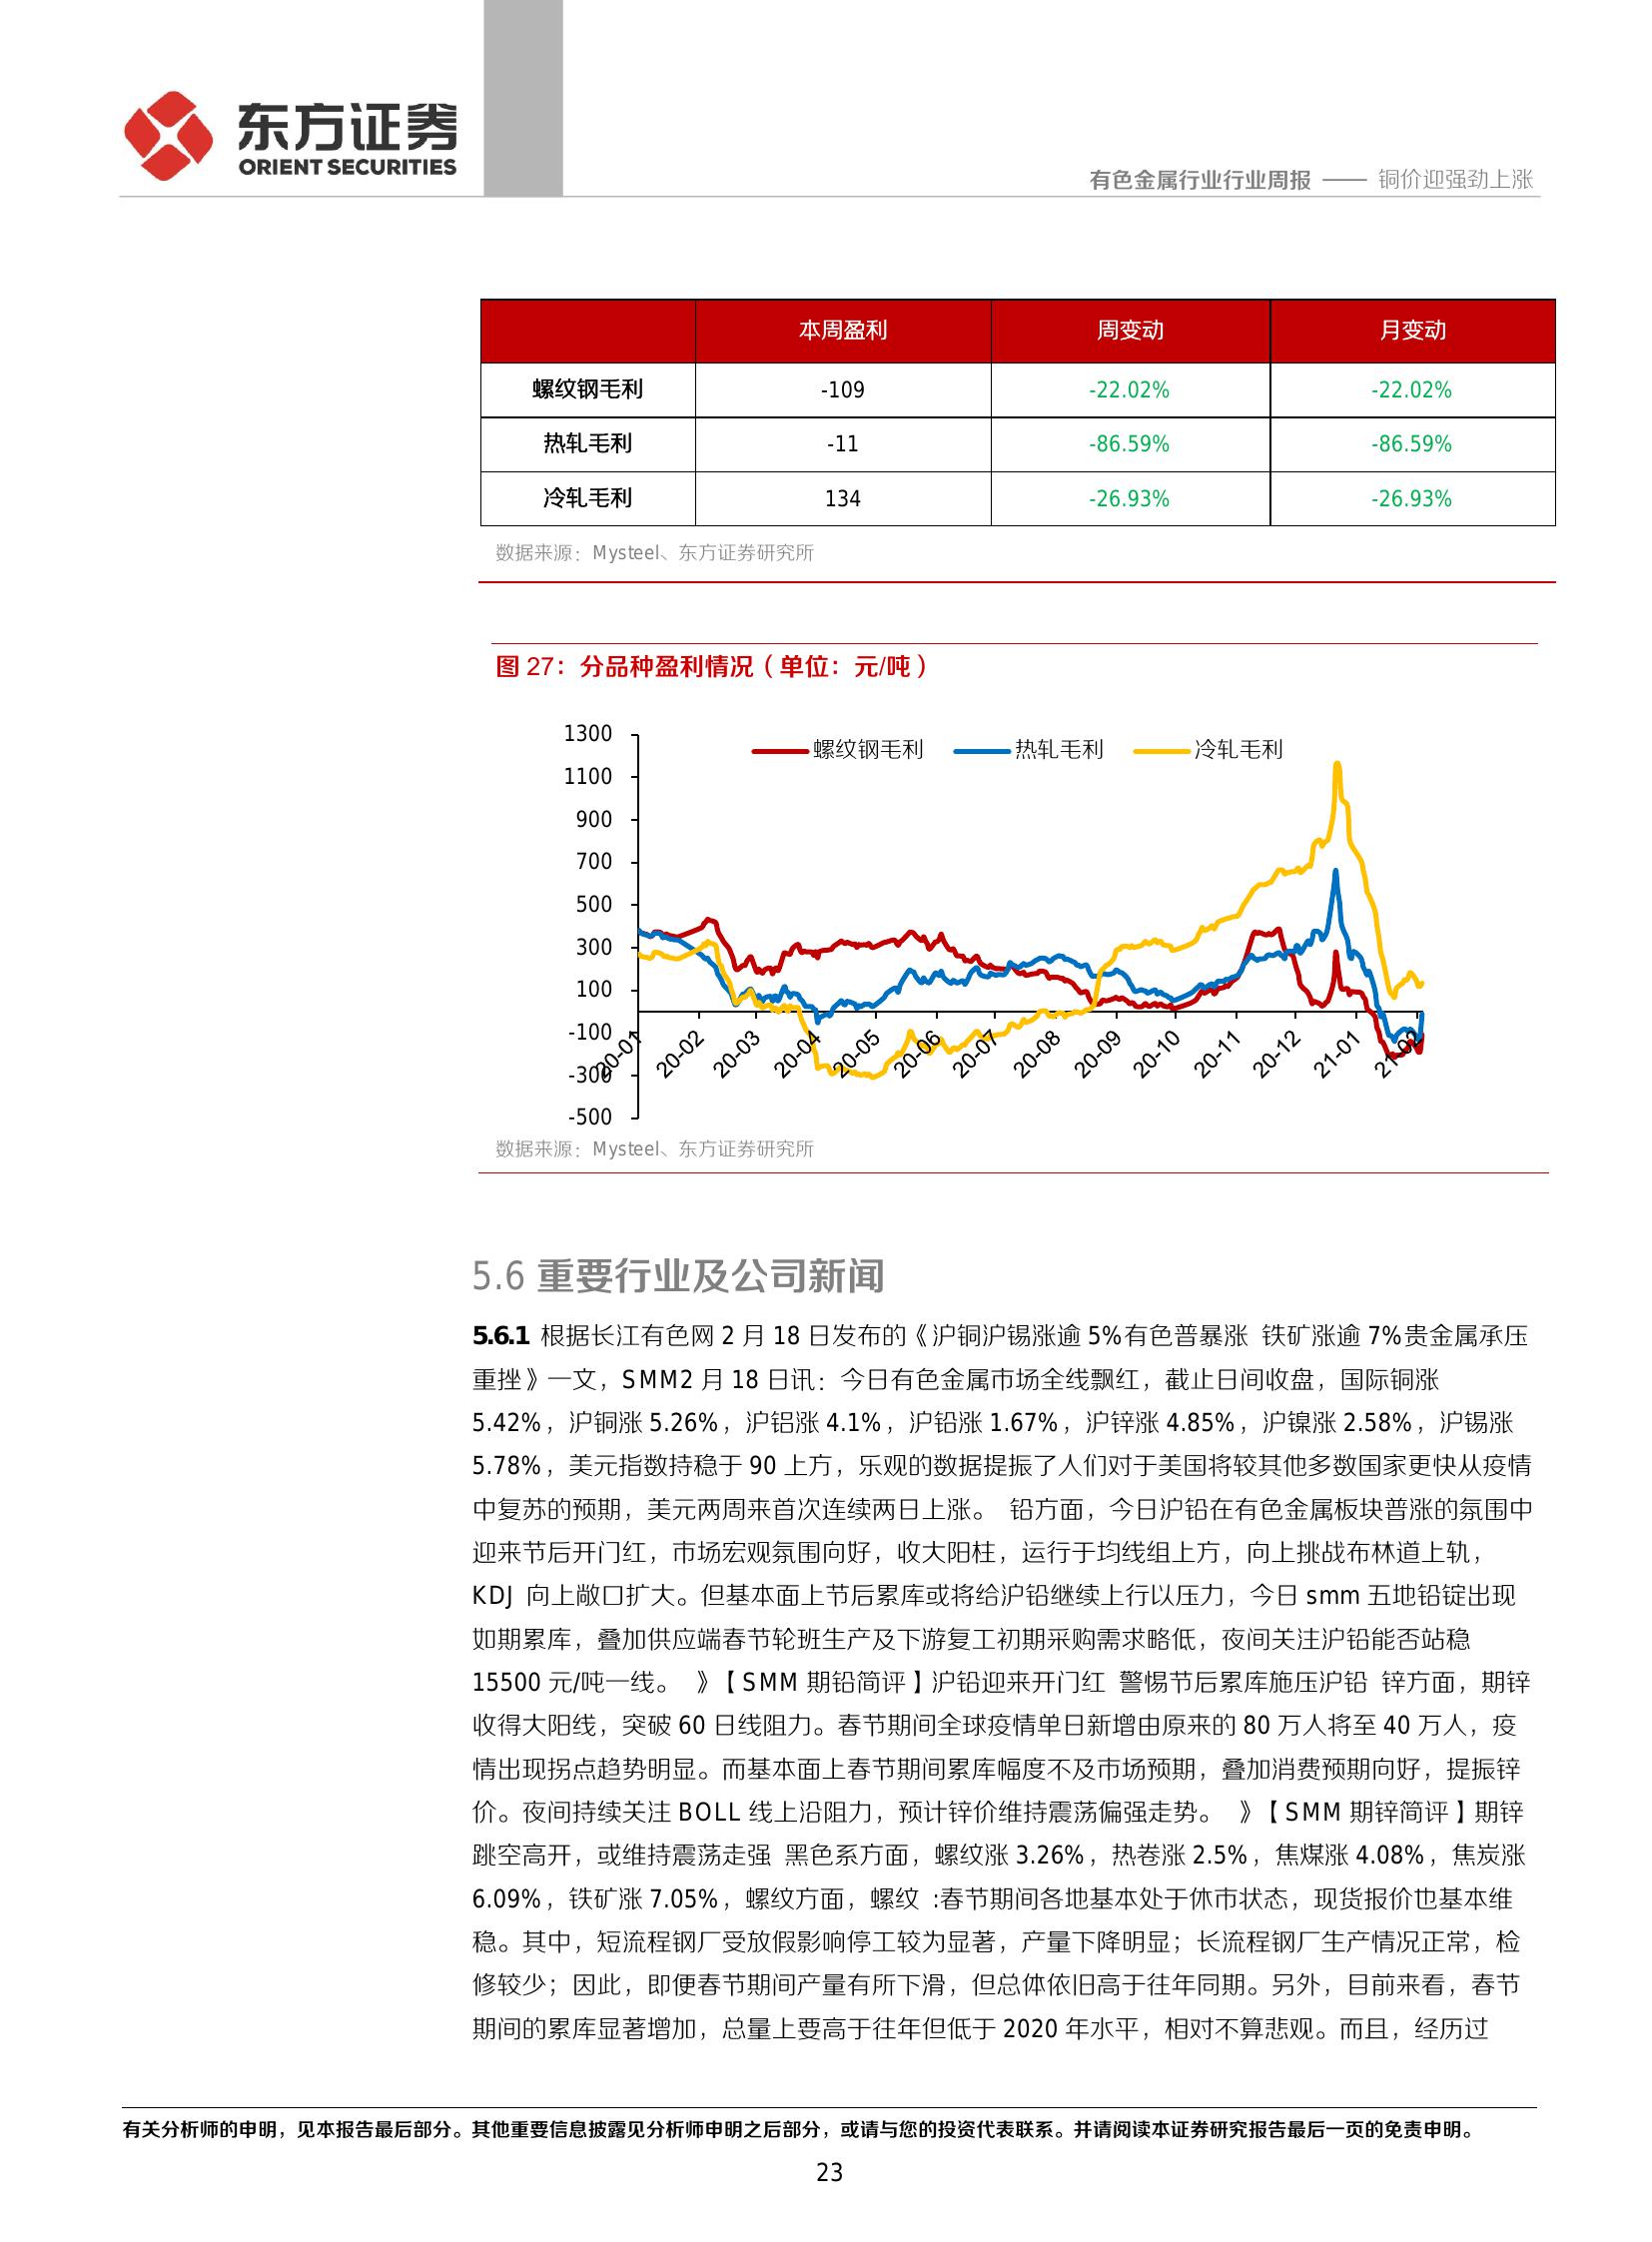 东方证券
ORIENT SECURITIES
有色金属行业行业周报 —— 铜价迎强劲上涨
本周盈利 周变动 月变动
螺纹钢毛利 -109 -22.02% -22.02%
热轧毛利 -11 -86.59% -86.59%
冷轧毛利 134 -26.93% -26.93%
数据来源：Mysteel、东方证券研究所
图 27：分品种盈利情况（单位：元/吨）
螺纹钢毛利 热轧毛利 冷轧毛利
1300
1100
900
700
500
300
100
-100
-300
-500
20-01 20-02 20-03 20-04 20-05 20-06 20-07 20-08 20-09 20-10 20-11 20-12 21-01 21-02
数据来源：Mysteel、东方证券研究所
5.6 重要行业及公司新闻
5.6.1 根据长江有色网 2 月 18 日发布的《沪铜沪锡涨逾 5%有色普暴涨 铁矿涨逾 7%贵金属承压
重挫》一文，SMM2 月 18 日讯：今日有色金属市场全线飘红，截止日间收盘，国际铜涨
5.42%，沪铜涨 5.26%，沪铝涨 4.1%，沪铅涨 1.67%，沪锌涨 4.85%，沪镍涨 2.58%，沪锡涨
5.78%，美元指数持稳于 90 上方，乐观的数据提振了人们对于美国将较其他多数国家更快从疫情
中复苏的预期，美元两周来首次连续两日上涨。 铅方面，今日沪铅在有色金属板块普涨的氛围中
迎来节后开门红，市场宏观氛围向好，收大阳柱，运行于均线组上方，向上挑战布林道上轨，
KDJ 向上敞口扩大。但基本面上节后累库或将给沪铅继续上行以压力，今日 smm 五地铅锭出现
如期累库，叠加供应端春节轮班生产及下游复工初期采购需求略低，夜间关注沪铅能否站稳
15500 元/吨一线。 》【SMM 期铅简评】沪铅迎来开门红 警惕节后累库施压沪铅 锌方面，期锌
收得大阳线，突破 60 日线阻力。春节期间全球疫情单日新增由原来的 80 万人将至 40 万人，疫
情出现拐点趋势明显。而基本面上春节期间累库幅度不及市场预期，叠加消费预期向好，提振锌
价。夜间持续关注 BOLL 线上沿阻力，预计锌价维持震荡偏强走势。 》【SMM 期锌简评】期锌
跳空高开，或维持震荡走强 黑色系方面，螺纹涨 3.26%，热卷涨 2.5%，焦煤涨 4.08%，焦炭涨
6.09%，铁矿涨 7.05%，螺纹方面，螺纹 :春节期间各地基本处于休市状态，现货报价也基本维
稳。其中，短流程钢厂受放假影响停工较为显著，产量下降明显；长流程钢厂生产情况正常，检
修较少；因此，即便春节期间产量有所下滑，但总体依旧高于往年同期。另外，目前来看，春节
期间的累库显著增加，总量上要高于往年但低于 2020 年水平，相对不算悲观。而且，经历过
有关分析师的申明，见本报告最后部分。其他重要信息披露见分析师申明之后部分，或请与您的投资代表联系。并请阅读本证券研究报告最后一页的免责申明。
23